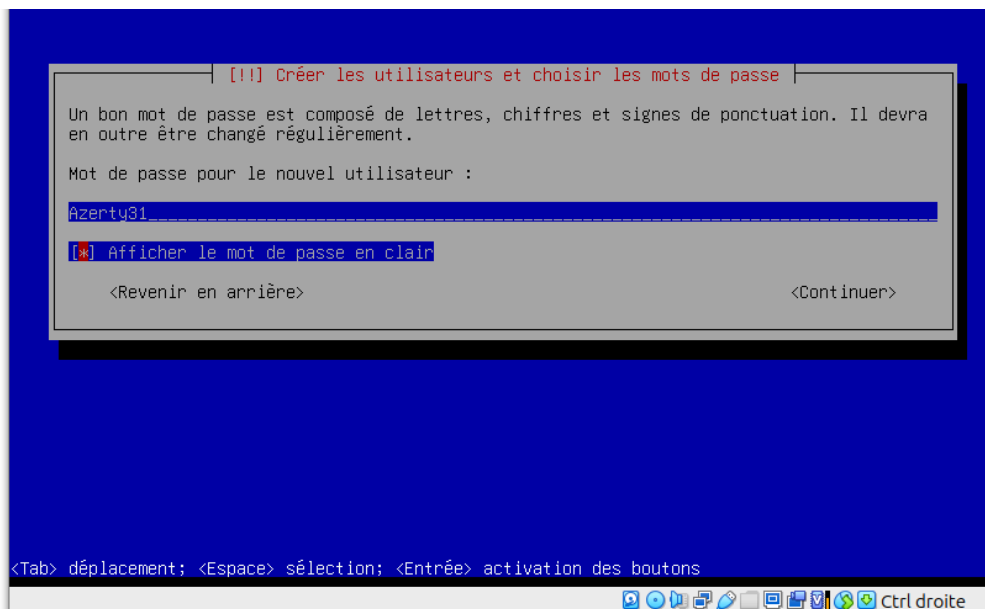 [!!] Créer les utilisateurs et choisir les mots de passe
Un bon mot de passe est composé de lettres, chiffres et signes de ponctuation. Il devra
en outre être changé régulièrement.
Mot de passe pour le nouvel utilisateur :
Azerty31
[*] Afficher le mot de passe en clair
<Revenir en arrière> <Continuer>
<Tab> déplacement; <Espace> sélection; <Entrée> activation des boutons
Ctrl droite